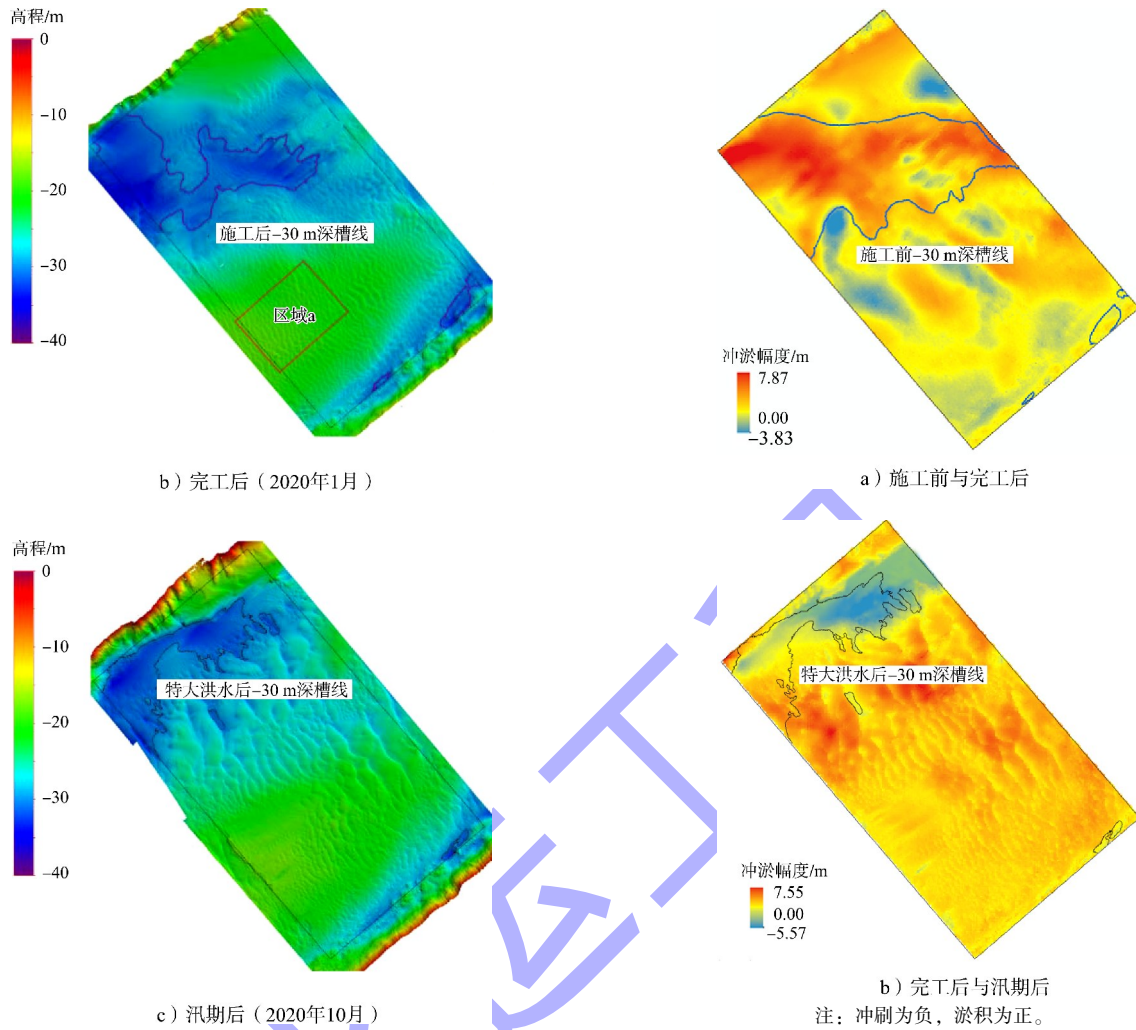 高程/m
0
-10
-20
-30
-40
施工后-30 m深槽线
区域a
b）完工后（2020年1月）
施工前-30 m深槽线
冲淤幅度/m
7.87
0.00
-3.83
a）施工前与完工后
高程/m
0
-10
-20
-30
-40
特大洪水后-30 m深槽线
c）汛期后（2020年10月）
特大洪水后-30 m深槽线
冲淤幅度/m
7.55
0.00
-5.57
b）完工后与汛期后
注：冲刷为负，淤积为正。